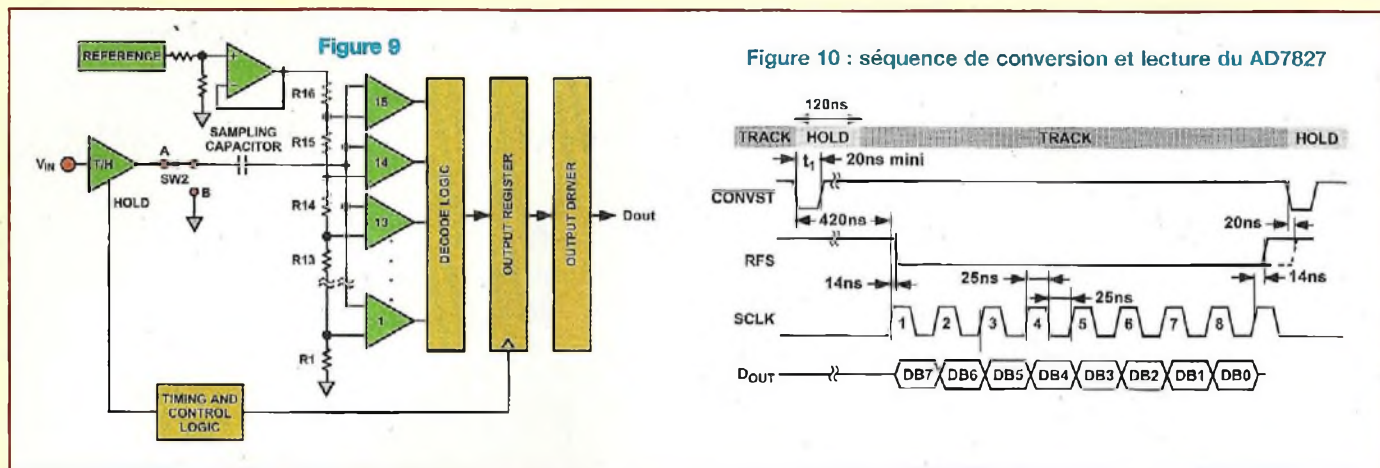 Figure 9
REFERENCE
R16
R15
R14
R13
R1
SAMPLING
CAPACITOR
VIN
T/H
A
SW2
B
HOLD
15
14
13
1
DECODE LOGIC
OUTPUT REGISTER
OUTPUT DRIVER
Dout
TIMING AND
CONTROL
LOGIC
Figure 10 : séquence de conversion et lecture du AD7827
120ns
TRACK HOLD TRACK HOLD
t1 20ns mini
CONVST
420ns
20ns
RFS
14ns 25ns 25ns 14ns
SCLK 1 2 3 4 5 6 7 8
DOUT DB7 DB6 DB5 DB4 DB3 DB2 DB1 DB0